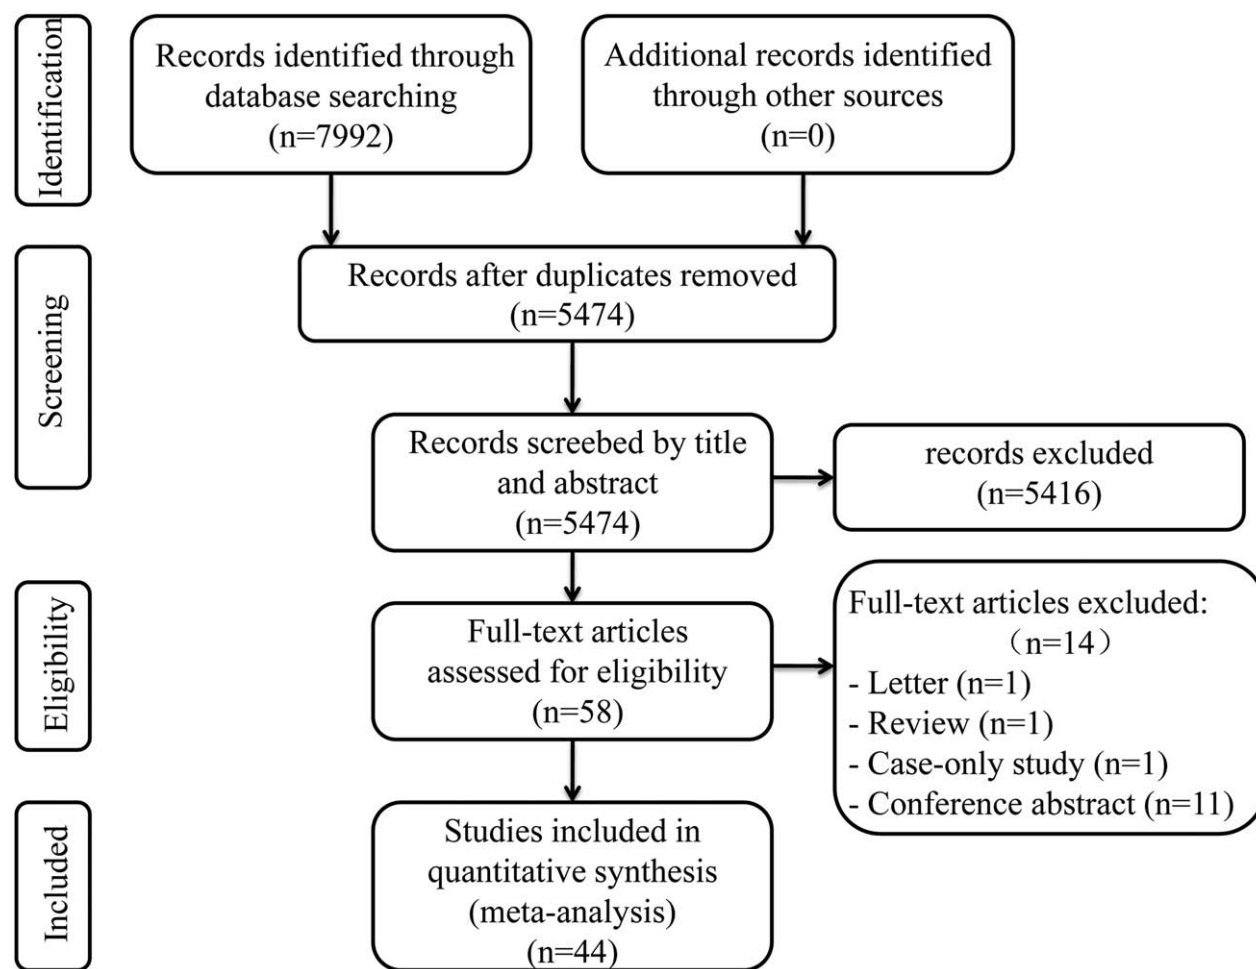 Identification
Records identified through
database searching
(n=7992)
Additional records identified
through other sources
(n=0)
Screening
Records after duplicates removed
(n=5474)
Records screebed by title
and abstract
(n=5474)
records excluded
(n=5416)
Eligibility
Full-text articles
assessed for eligibility
(n=58)
Full-text articles excluded:
（n=14）
- Letter (n=1)
- Review (n=1)
- Case-only study (n=1)
- Conference abstract (n=11)
Included
Studies included in
quantitative synthesis
(meta-analysis)
(n=44)